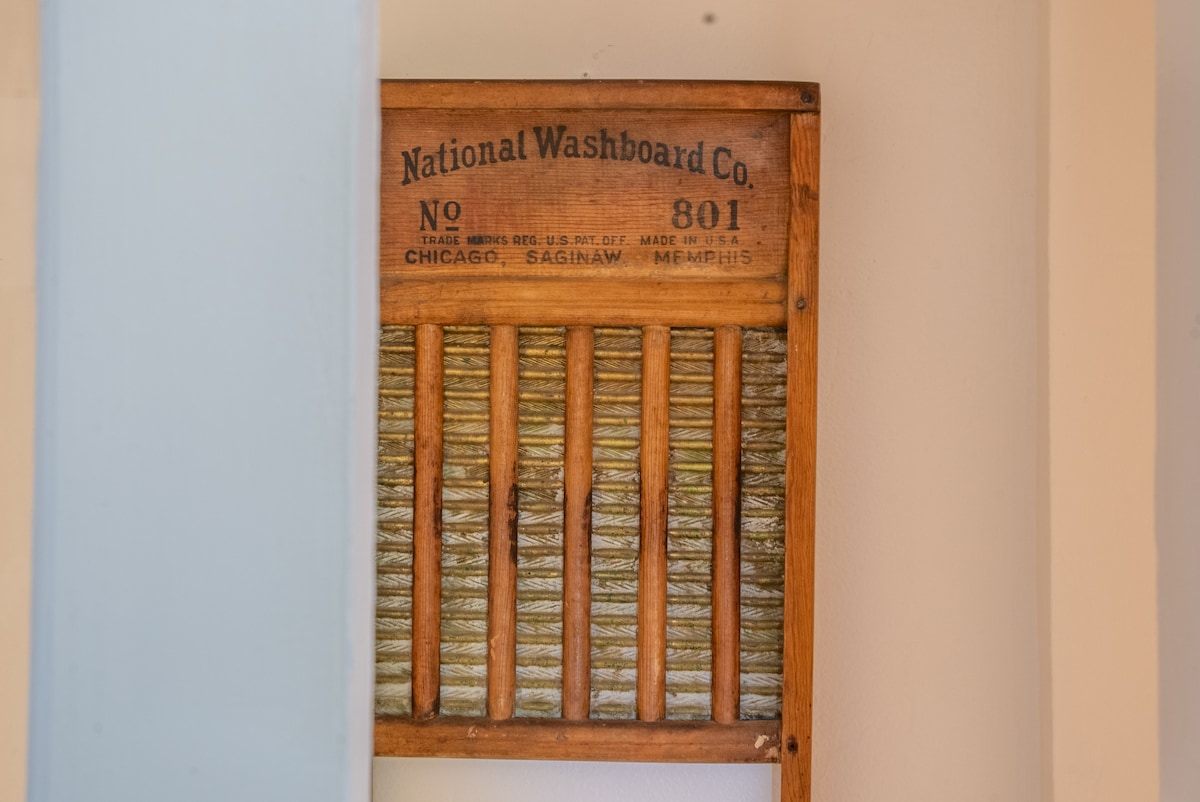 National Washboard Co.
Nº 801
TRADE MARKS REG. U.S. PAT. OFF. MADE IN U.S.A.
CHICAGO, SAGINAW, MEMPHIS